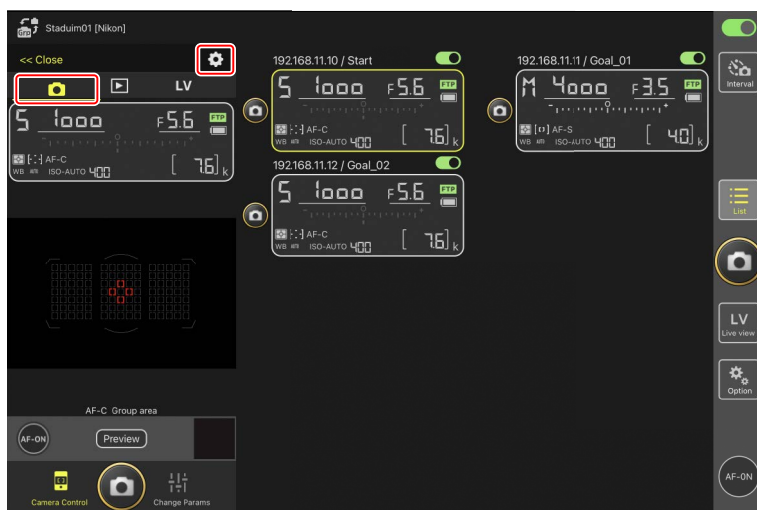 Grp
Staduim01 [Nikon]
<< Close
LV
S 1000 F5.6 FTP
AF-C
WB ISO-AUTO 400 [ 7.6] k
AF-C Group area
AF-ON
Preview
Camera Control
Change Params
192.168.11.10 / Start
S 1000 F5.6 FTP
AF-C
WB ISO-AUTO 400 [ 7.6] k
192.168.11.11 / Goal_01
M 4000 F3.5 FTP
AF-S
WB ISO-AUTO 400 [ 4.0] k
192.168.11.12 / Goal_02
S 1000 F5.6 FTP
AF-C
WB ISO-AUTO 400 [ 7.6] k
Interval
List
LV
Live view
Option
AF-ON